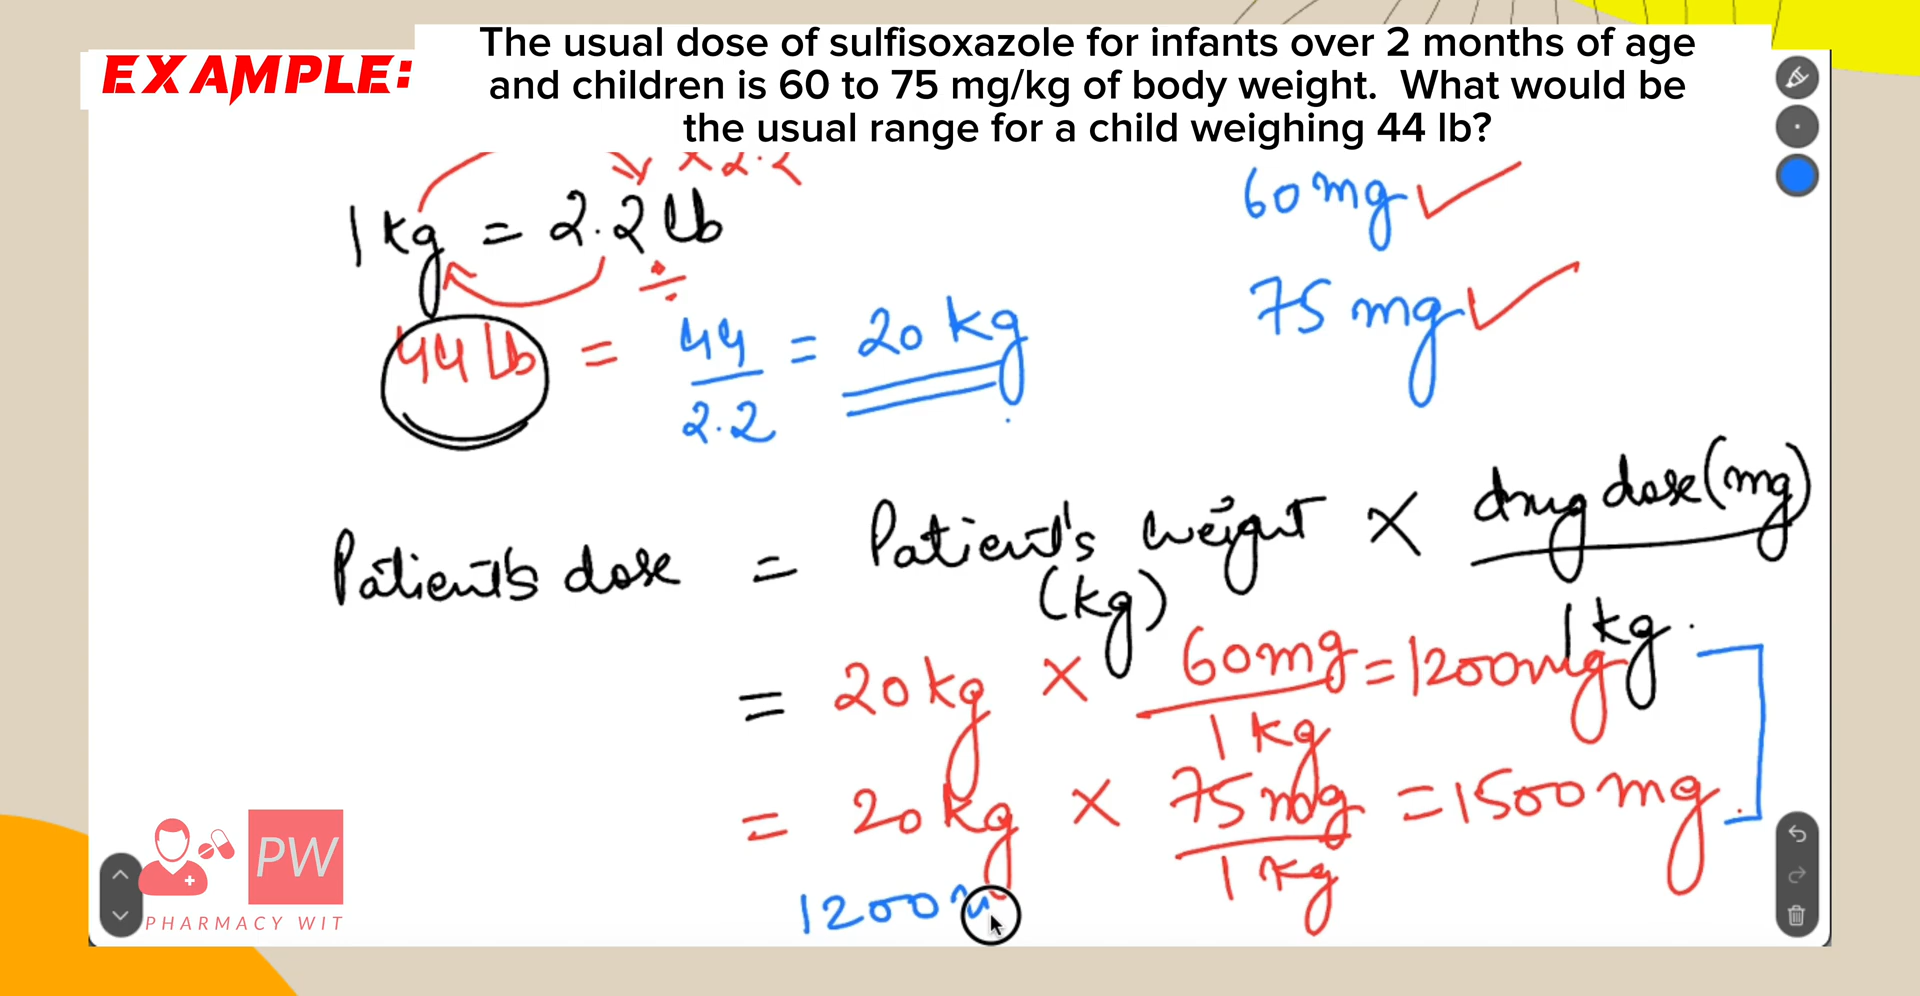 EXAMPLE:
The usual dose of sulfisoxazole for infants over 2 months of age
and children is 60 to 75 mg/kg of body weight. What would be
the usual range for a child weighing 44 lb?
× 2.2
1 kg = 2.2 lb
÷
60 mg ✓
44 lb = 44/2.2 = 20 kg
75 mg ✓
Patient's dose = Patient's weight (kg) × drug dose (mg)/1 kg.
= 20 kg × 60 mg/1 kg = 1200 mg
= 20 kg × 75 mg/1 kg = 1500 mg
1200 m
PW
PHARMACY WIT